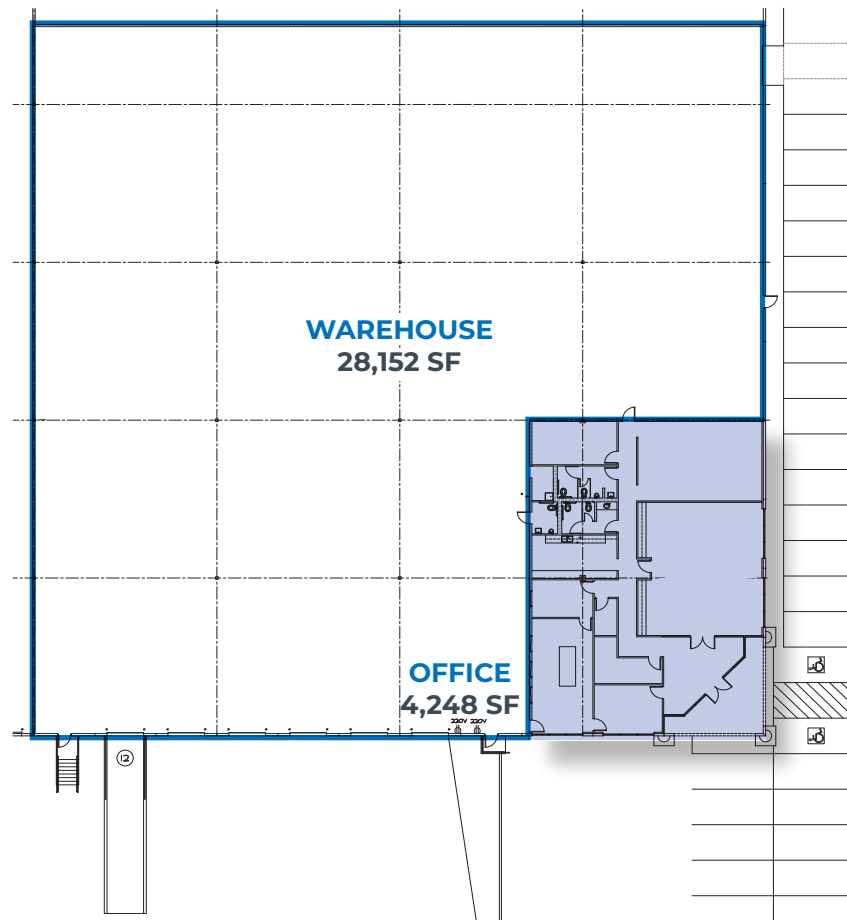 WAREHOUSE
28,152 SF
OFFICE
4,248 SF
220V 220V
12